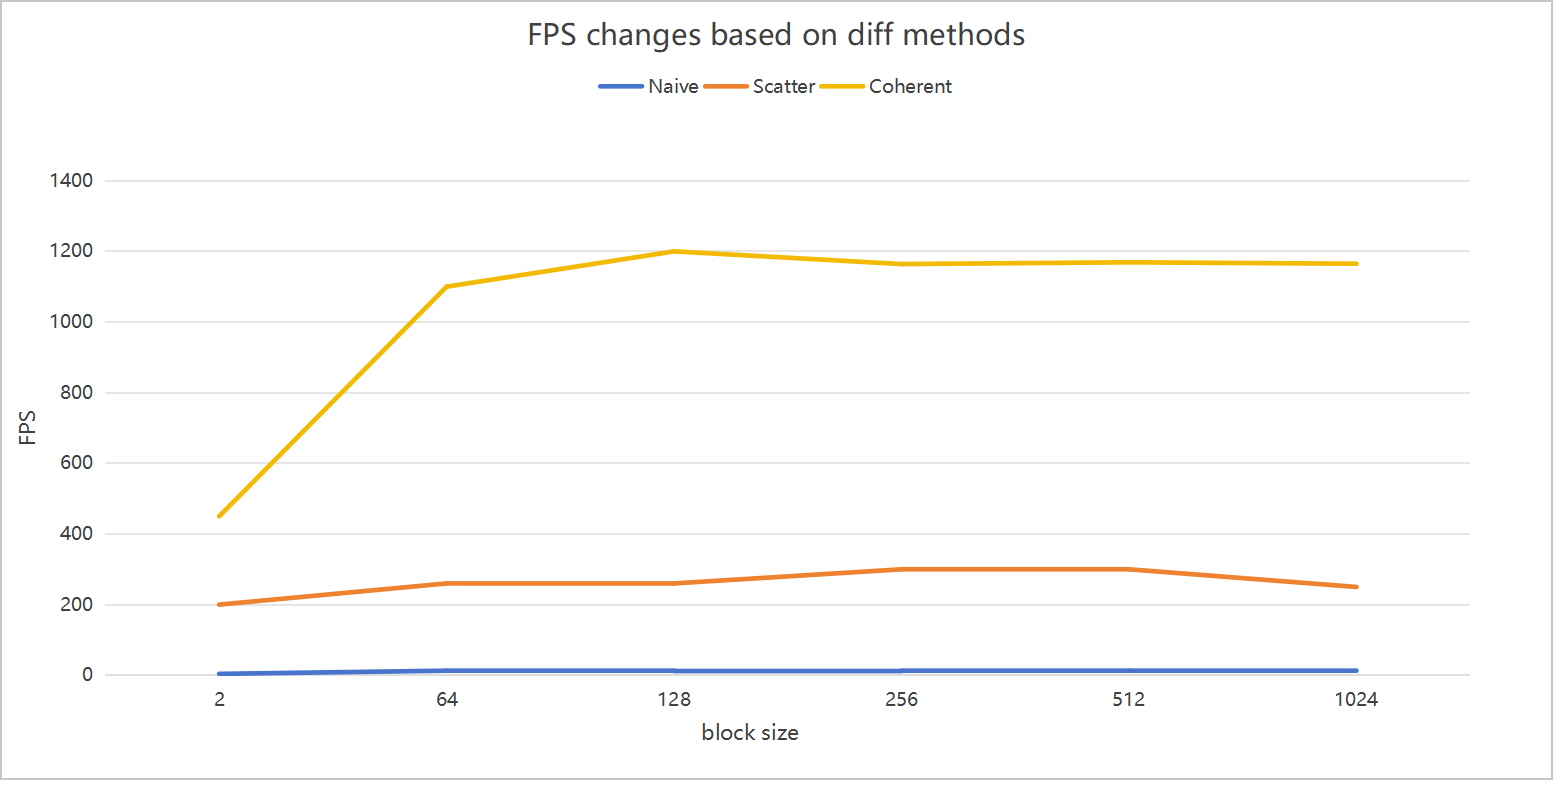 FPS changes based on diff methods
Naive Scatter Coherent
1400
1200
1000
800
600
400
200
0
FPS
2 64 128 256 512 1024
block size